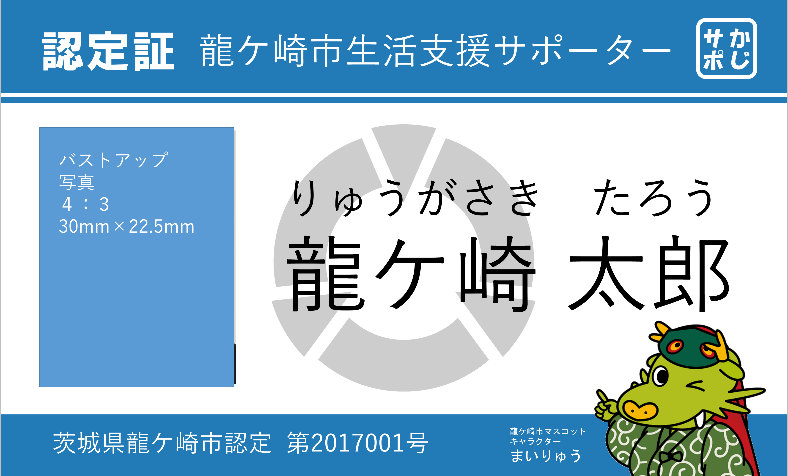 認定証 龍ケ崎市生活支援サポーター
かじ
サポ
バストアップ
写真
４：３
30mm×22.5mm
りゅうがさき　たろう
龍ケ崎 太郎
茨城県龍ケ崎市認定 第2017001号
龍ケ崎市マスコット
キャラクター
まいりゅう